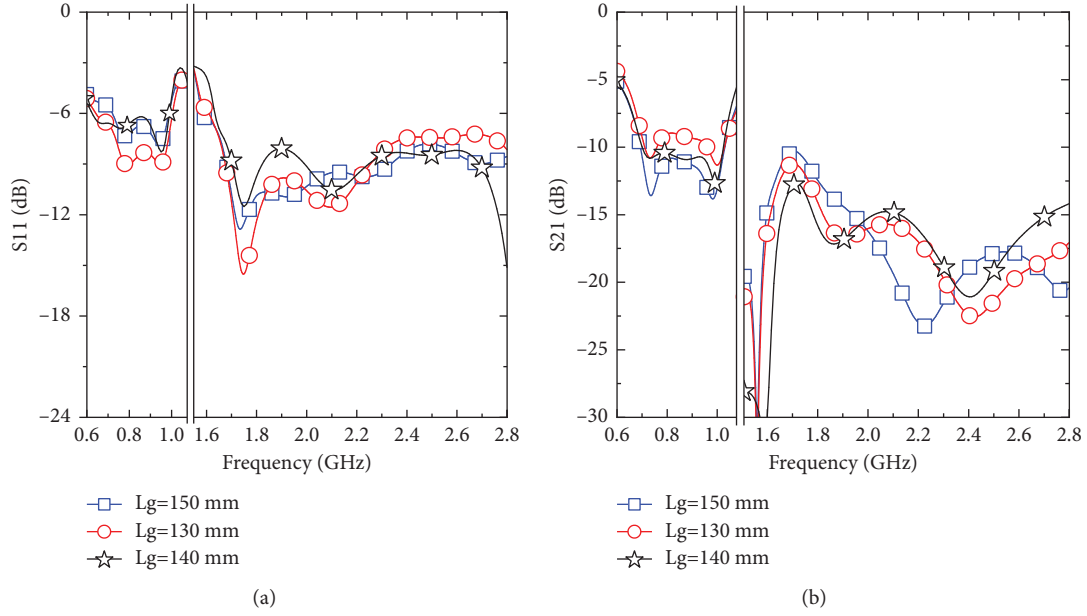 0
−6
−12
−18
−24
S11 (dB)
0.6 0.8 1.0 1.6 1.8 2.0 2.2 2.4 2.6 2.8
Frequency (GHz)
Lg=150 mm
Lg=130 mm
Lg=140 mm
(a)
0
−5
−10
−15
−20
−25
−30
S21 (dB)
0.6 0.8 1.0 1.6 1.8 2.0 2.2 2.4 2.6 2.8
Frequency (GHz)
Lg=150 mm
Lg=130 mm
Lg=140 mm
(b)